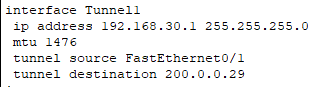 interface Tunnel1
ip address 192.168.30.1 255.255.255.0
mtu 1476
tunnel source FastEthernet0/1
tunnel destination 200.0.0.29